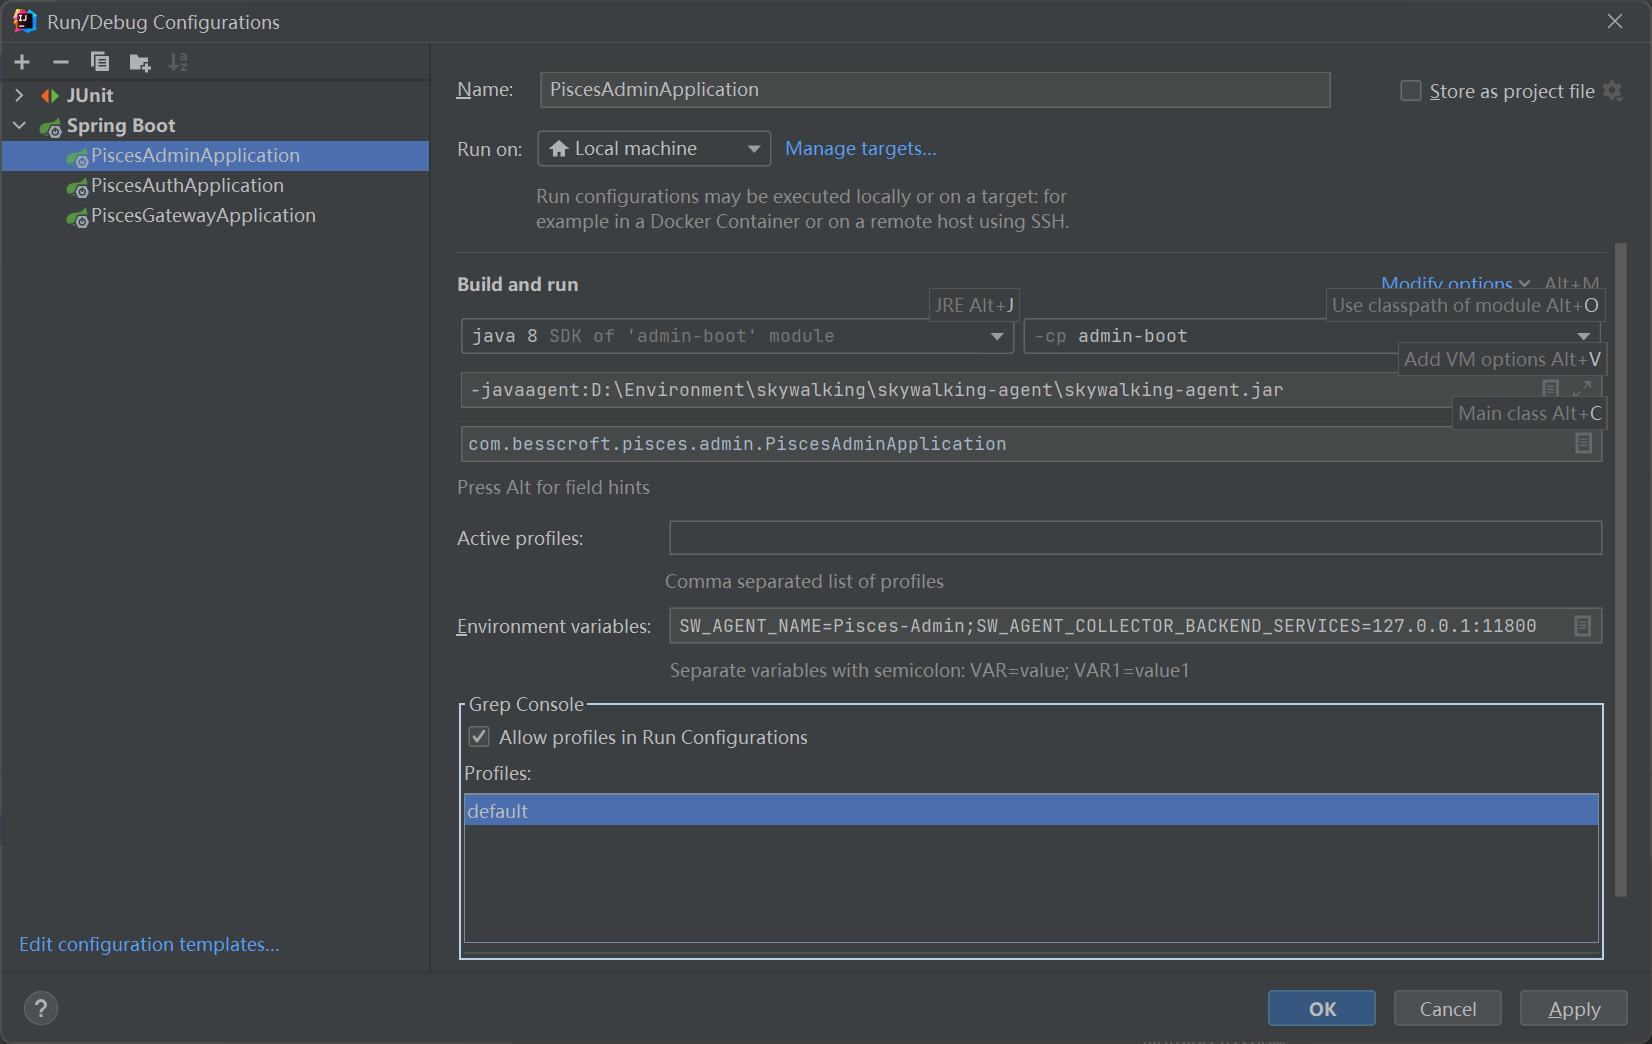 Run/Debug Configurations
JUnit
Spring Boot
PiscesAdminApplication
PiscesAuthApplication
PiscesGatewayApplication
Edit configuration templates...
Name: PiscesAdminApplication
Store as project file
Run on: Local machine Manage targets...
Run configurations may be executed locally or on a target: for
example in a Docker Container or on a remote host using SSH.
Build and run
Modify options Alt+M
JRE Alt+J
Use classpath of module Alt+O
java 8 SDK of 'admin-boot' module
-cp admin-boot
Add VM options Alt+V
-javaagent:D:\Environment\skywalking\skywalking-agent\skywalking-agent.jar
Main class Alt+C
com.besscroft.pisces.admin.PiscesAdminApplication
Press Alt for field hints
Active profiles:
Comma separated list of profiles
Environment variables: SW_AGENT_NAME=Pisces-Admin;SW_AGENT_COLLECTOR_BACKEND_SERVICES=127.0.0.1:11800
Separate variables with semicolon: VAR=value; VAR1=value1
Grep Console
Allow profiles in Run Configurations
Profiles:
default
?
OK
Cancel
Apply